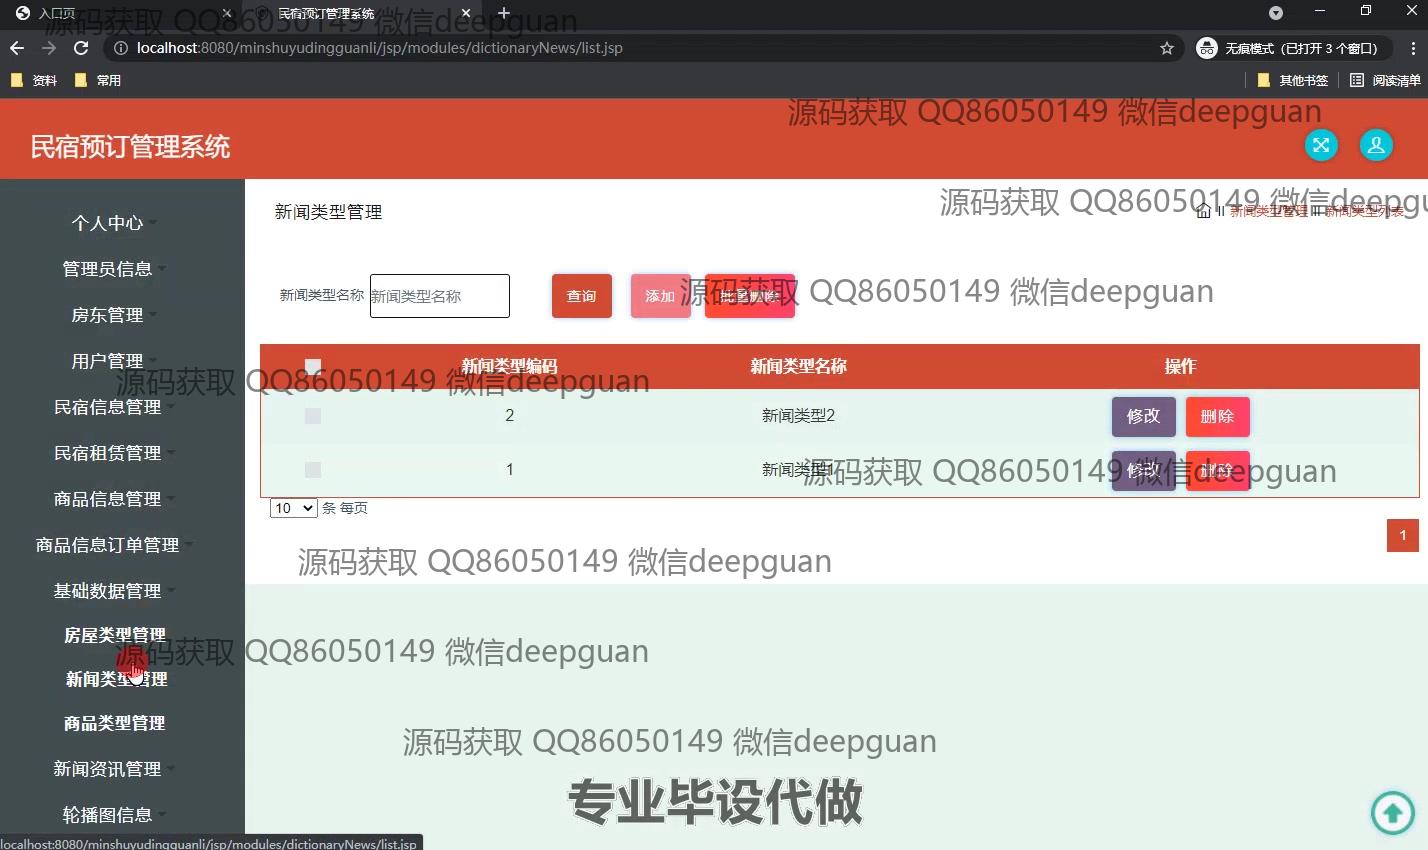 入口页
民宿预订管理系统
localhost:8080/minshuyudingguanli/jsp/modules/dictionaryNews/list.jsp
无痕模式（已打开 3 个窗口）
资料
常用
其他书签
阅读清单
源码获取 QQ86050149 微信deepguan
源码获取 QQ86050149 微信deepguan
民宿预订管理系统
个人中心
管理员信息
房东管理
用户管理
民宿信息管理
民宿租赁管理
商品信息管理
商品信息订单管理
基础数据管理
房屋类型管理
新闻类型管理
商品类型管理
新闻资讯管理
轮播图信息
localhost:8080/minshuyudingguanli/jsp/modules/dictionaryNews/list.jsp
新闻类型管理
源码获取 QQ86050149 微信deepgu
新闻类型管理 新闻类型列表
新闻类型名称
新闻类型名称
查询
添加
批量删除
源码获取 QQ86050149 微信deepguan
新闻类型编码 新闻类型名称 操作
源码获取 QQ86050149 微信deepguan
2 新闻类型2 修改 删除
1 新闻类型1 修改 删除
源码获取 QQ86050149 微信deepguan
10 条 每页
1
源码获取 QQ86050149 微信deepguan
源码获取 QQ86050149 微信deepguan
源码获取 QQ86050149 微信deepguan
专业毕设代做